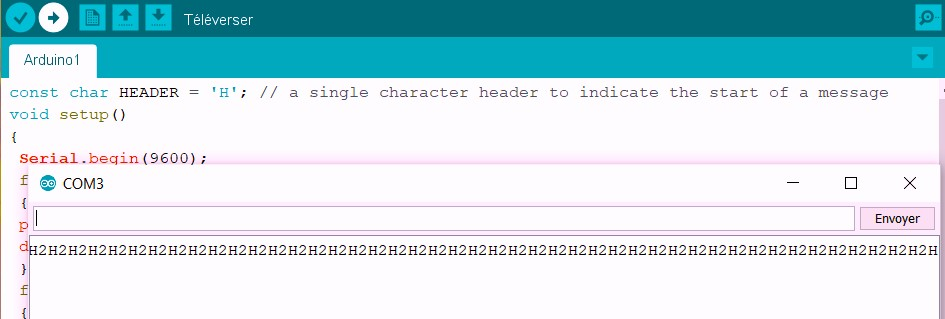 Téléverser
Arduino1
const char HEADER = 'H'; // a single character header to indicate the start of a message
void setup()
{
Serial.begin(9600);
f
COM3
{
p
Envoyer
d
H2H2H2H2H2H2H2H2H2H2H2H2H2H2H2H2H2H2H2H2H2H2H2H2H2H2H2H2H2H2H2H2H2H2H2H2H2H2H2H2H2H2H2H2H2H
}
f
{